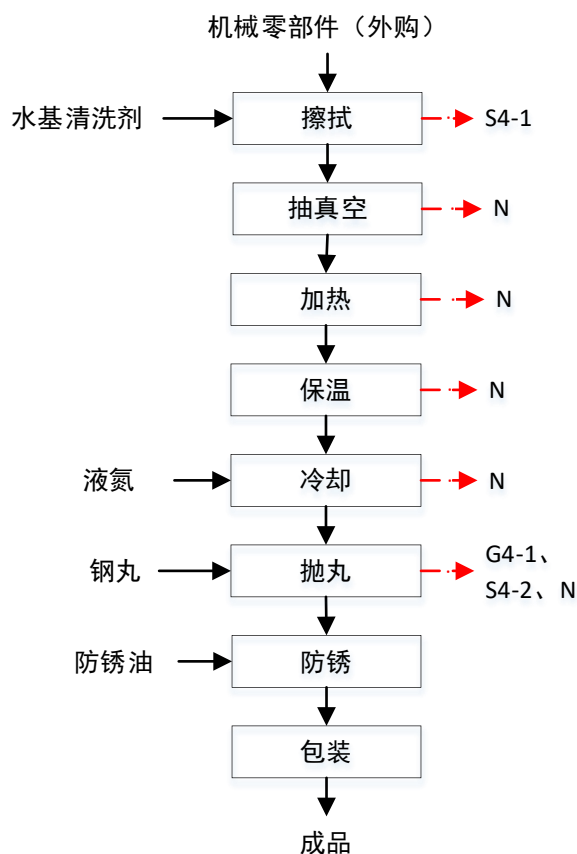 机械零部件（外购）
水基清洗剂
擦拭
S4-1
抽真空
N
加热
N
保温
N
液氮
冷却
N
钢丸
抛丸
G4-1、
S4-2、N
防锈油
防锈
包装
成品